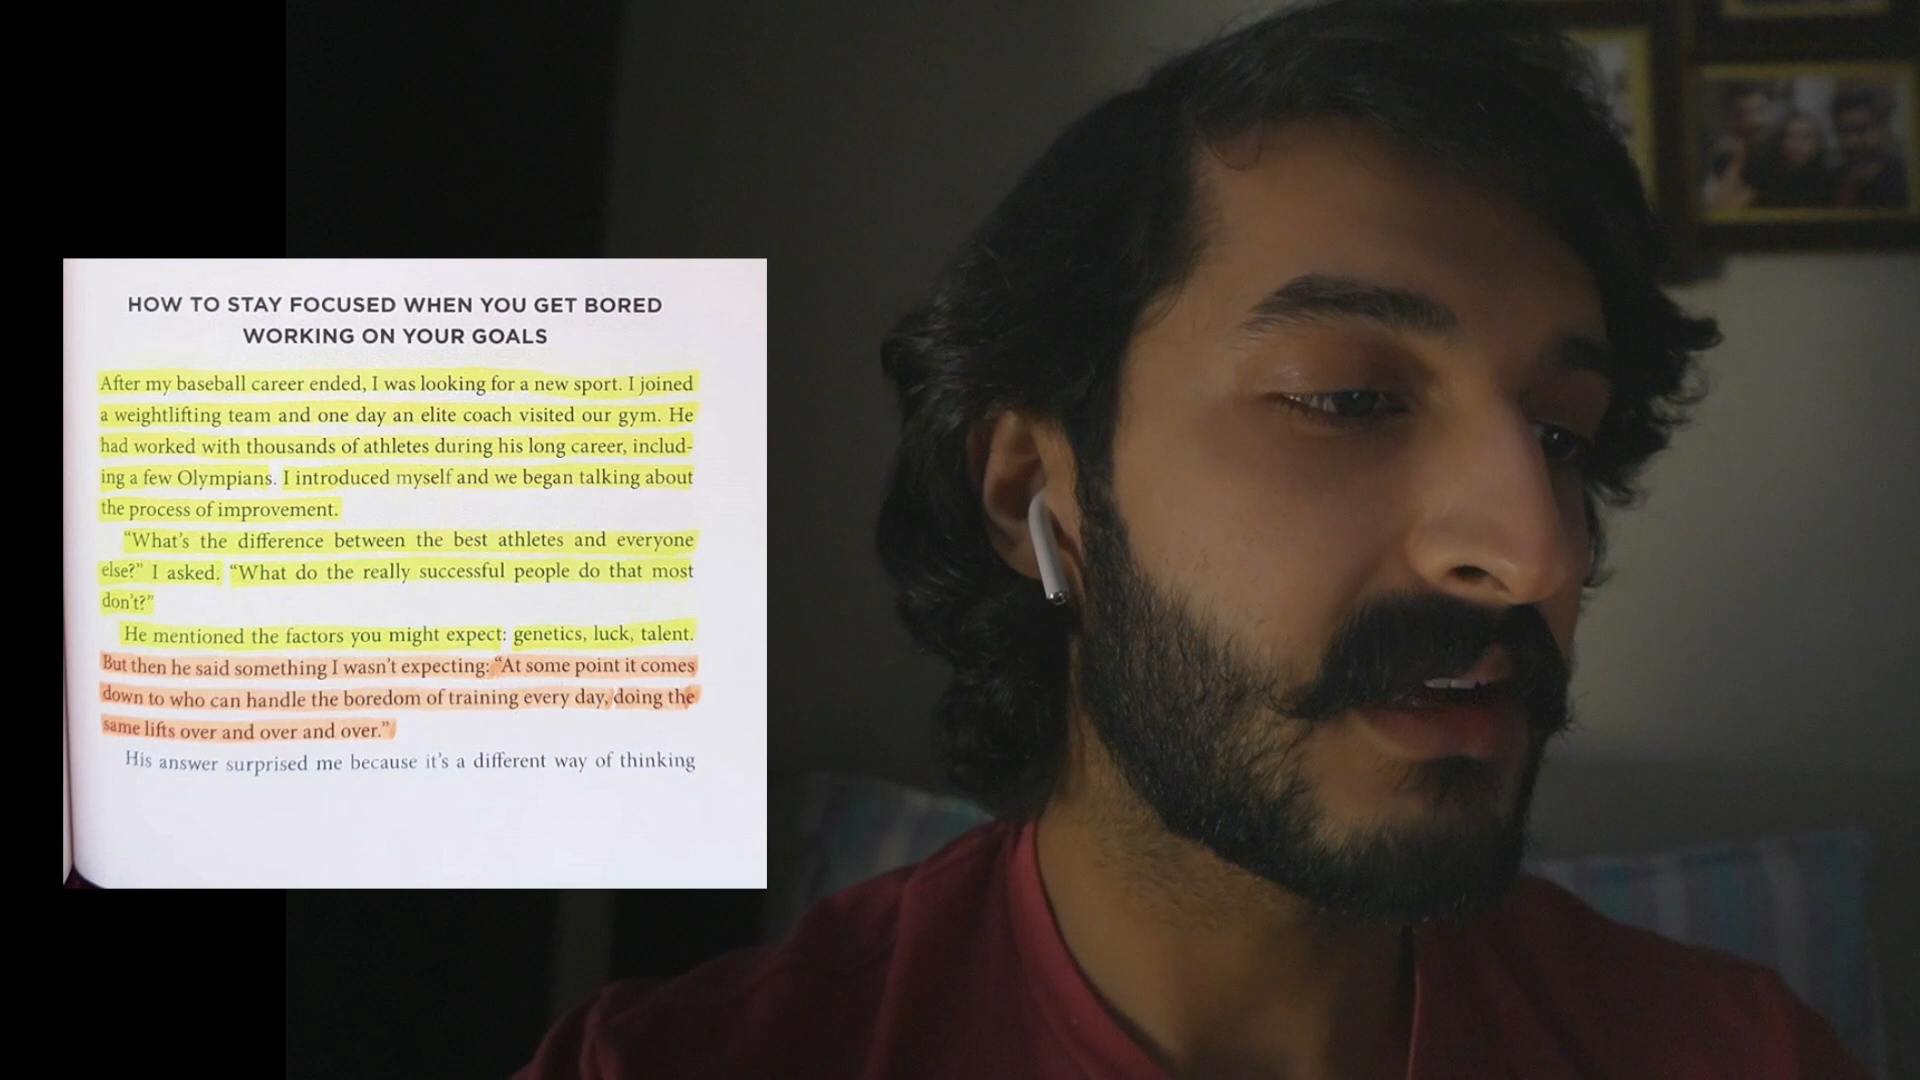 HOW TO STAY FOCUSED WHEN YOU GET BORED
WORKING ON YOUR GOALS
After my baseball career ended, I was looking for a new sport. I joined
a weightlifting team and one day an elite coach visited our gym. He
had worked with thousands of athletes during his long career, includ-
ing a few Olympians. I introduced myself and we began talking about
the process of improvement.
“What’s the difference between the best athletes and everyone
else?” I asked. “What do the really successful people do that most
don’t?”
He mentioned the factors you might expect: genetics, luck, talent.
But then he said something I wasn’t expecting: “At some point it comes
down to who can handle the boredom of training every day, doing the
same lifts over and over and over.”
His answer surprised me because it’s a different way of thinking